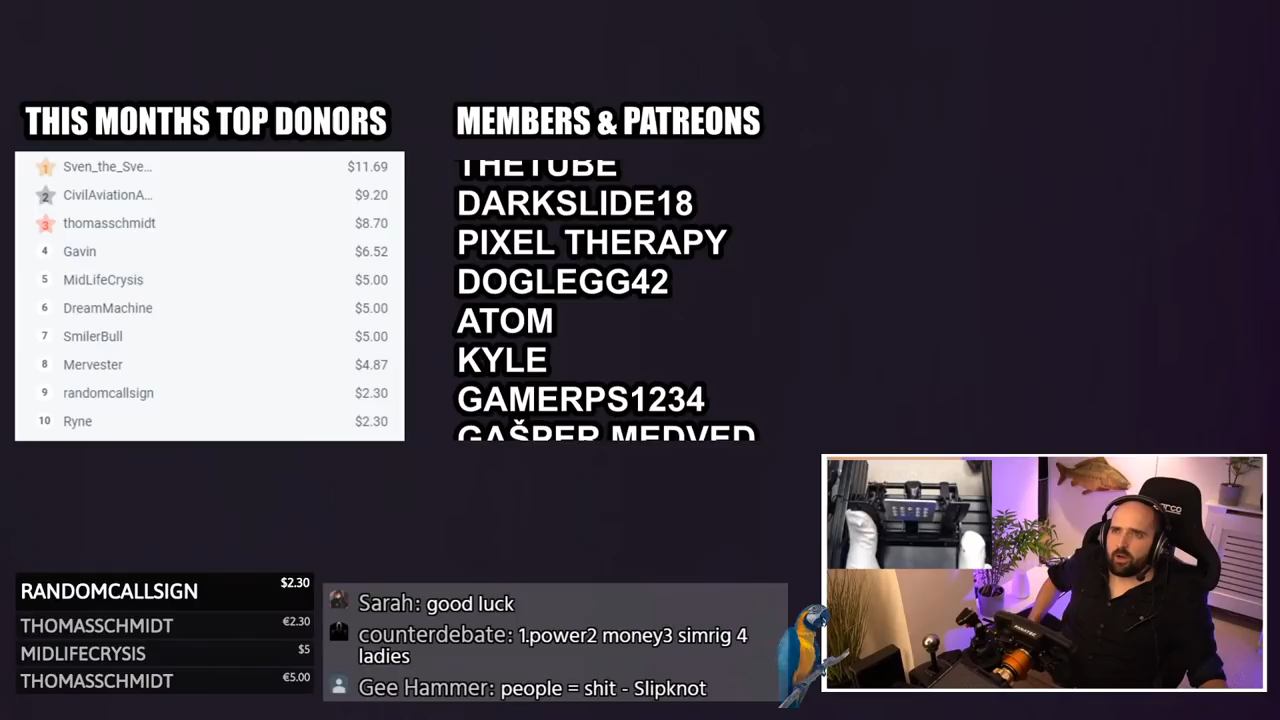 THIS MONTHS TOP DONORS
1 Sven_the_Sve... $11.69
2 CivilAviationA... $9.20
3 thomasschmidt $8.70
4 Gavin $6.52
5 MidLifeCrysis $5.00
6 DreamMachine $5.00
7 SmilerBull $5.00
8 Mervester $4.87
9 randomcallsign $2.30
10 Ryne $2.30
MEMBERS & PATREONS
THETUBE
DARKSLIDE18
PIXEL THERAPY
DOGLEGG42
ATOM
KYLE
GAMERPS1234
GAŠPER MEDVED
RANDOMCALLSIGN $2.30
THOMASSCHMIDT €2.30
MIDLIFECRYSIS $5
THOMASSCHMIDT €5.00
Sarah: good luck
counterdebate: 1.power2 money3 simrig 4
ladies
Gee Hammer: people = shit - Slipknot
FANATEC